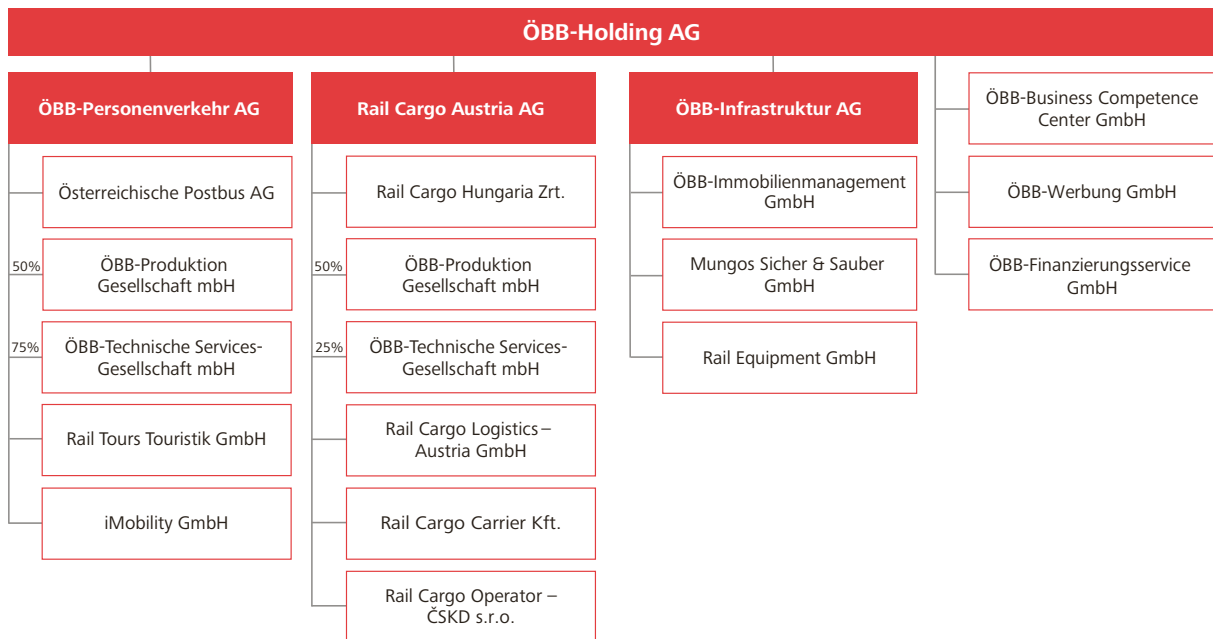 ÖBB-Holding AG
ÖBB-Personenverkehr AG
Österreichische Postbus AG
50%
ÖBB-Produktion
Gesellschaft mbH
75%
ÖBB-Technische Services-
Gesellschaft mbH
Rail Tours Touristik GmbH
iMobility GmbH
Rail Cargo Austria AG
Rail Cargo Hungaria Zrt.
50%
ÖBB-Produktion
Gesellschaft mbH
25%
ÖBB-Technische Services-
Gesellschaft mbH
Rail Cargo Logistics –
Austria GmbH
Rail Cargo Carrier Kft.
Rail Cargo Operator –
ČSKD s.r.o.
ÖBB-Infrastruktur AG
ÖBB-Immobilienmanagement
GmbH
Mungos Sicher & Sauber
GmbH
Rail Equipment GmbH
ÖBB-Business Competence
Center GmbH
ÖBB-Werbung GmbH
ÖBB-Finanzierungsservice
GmbH